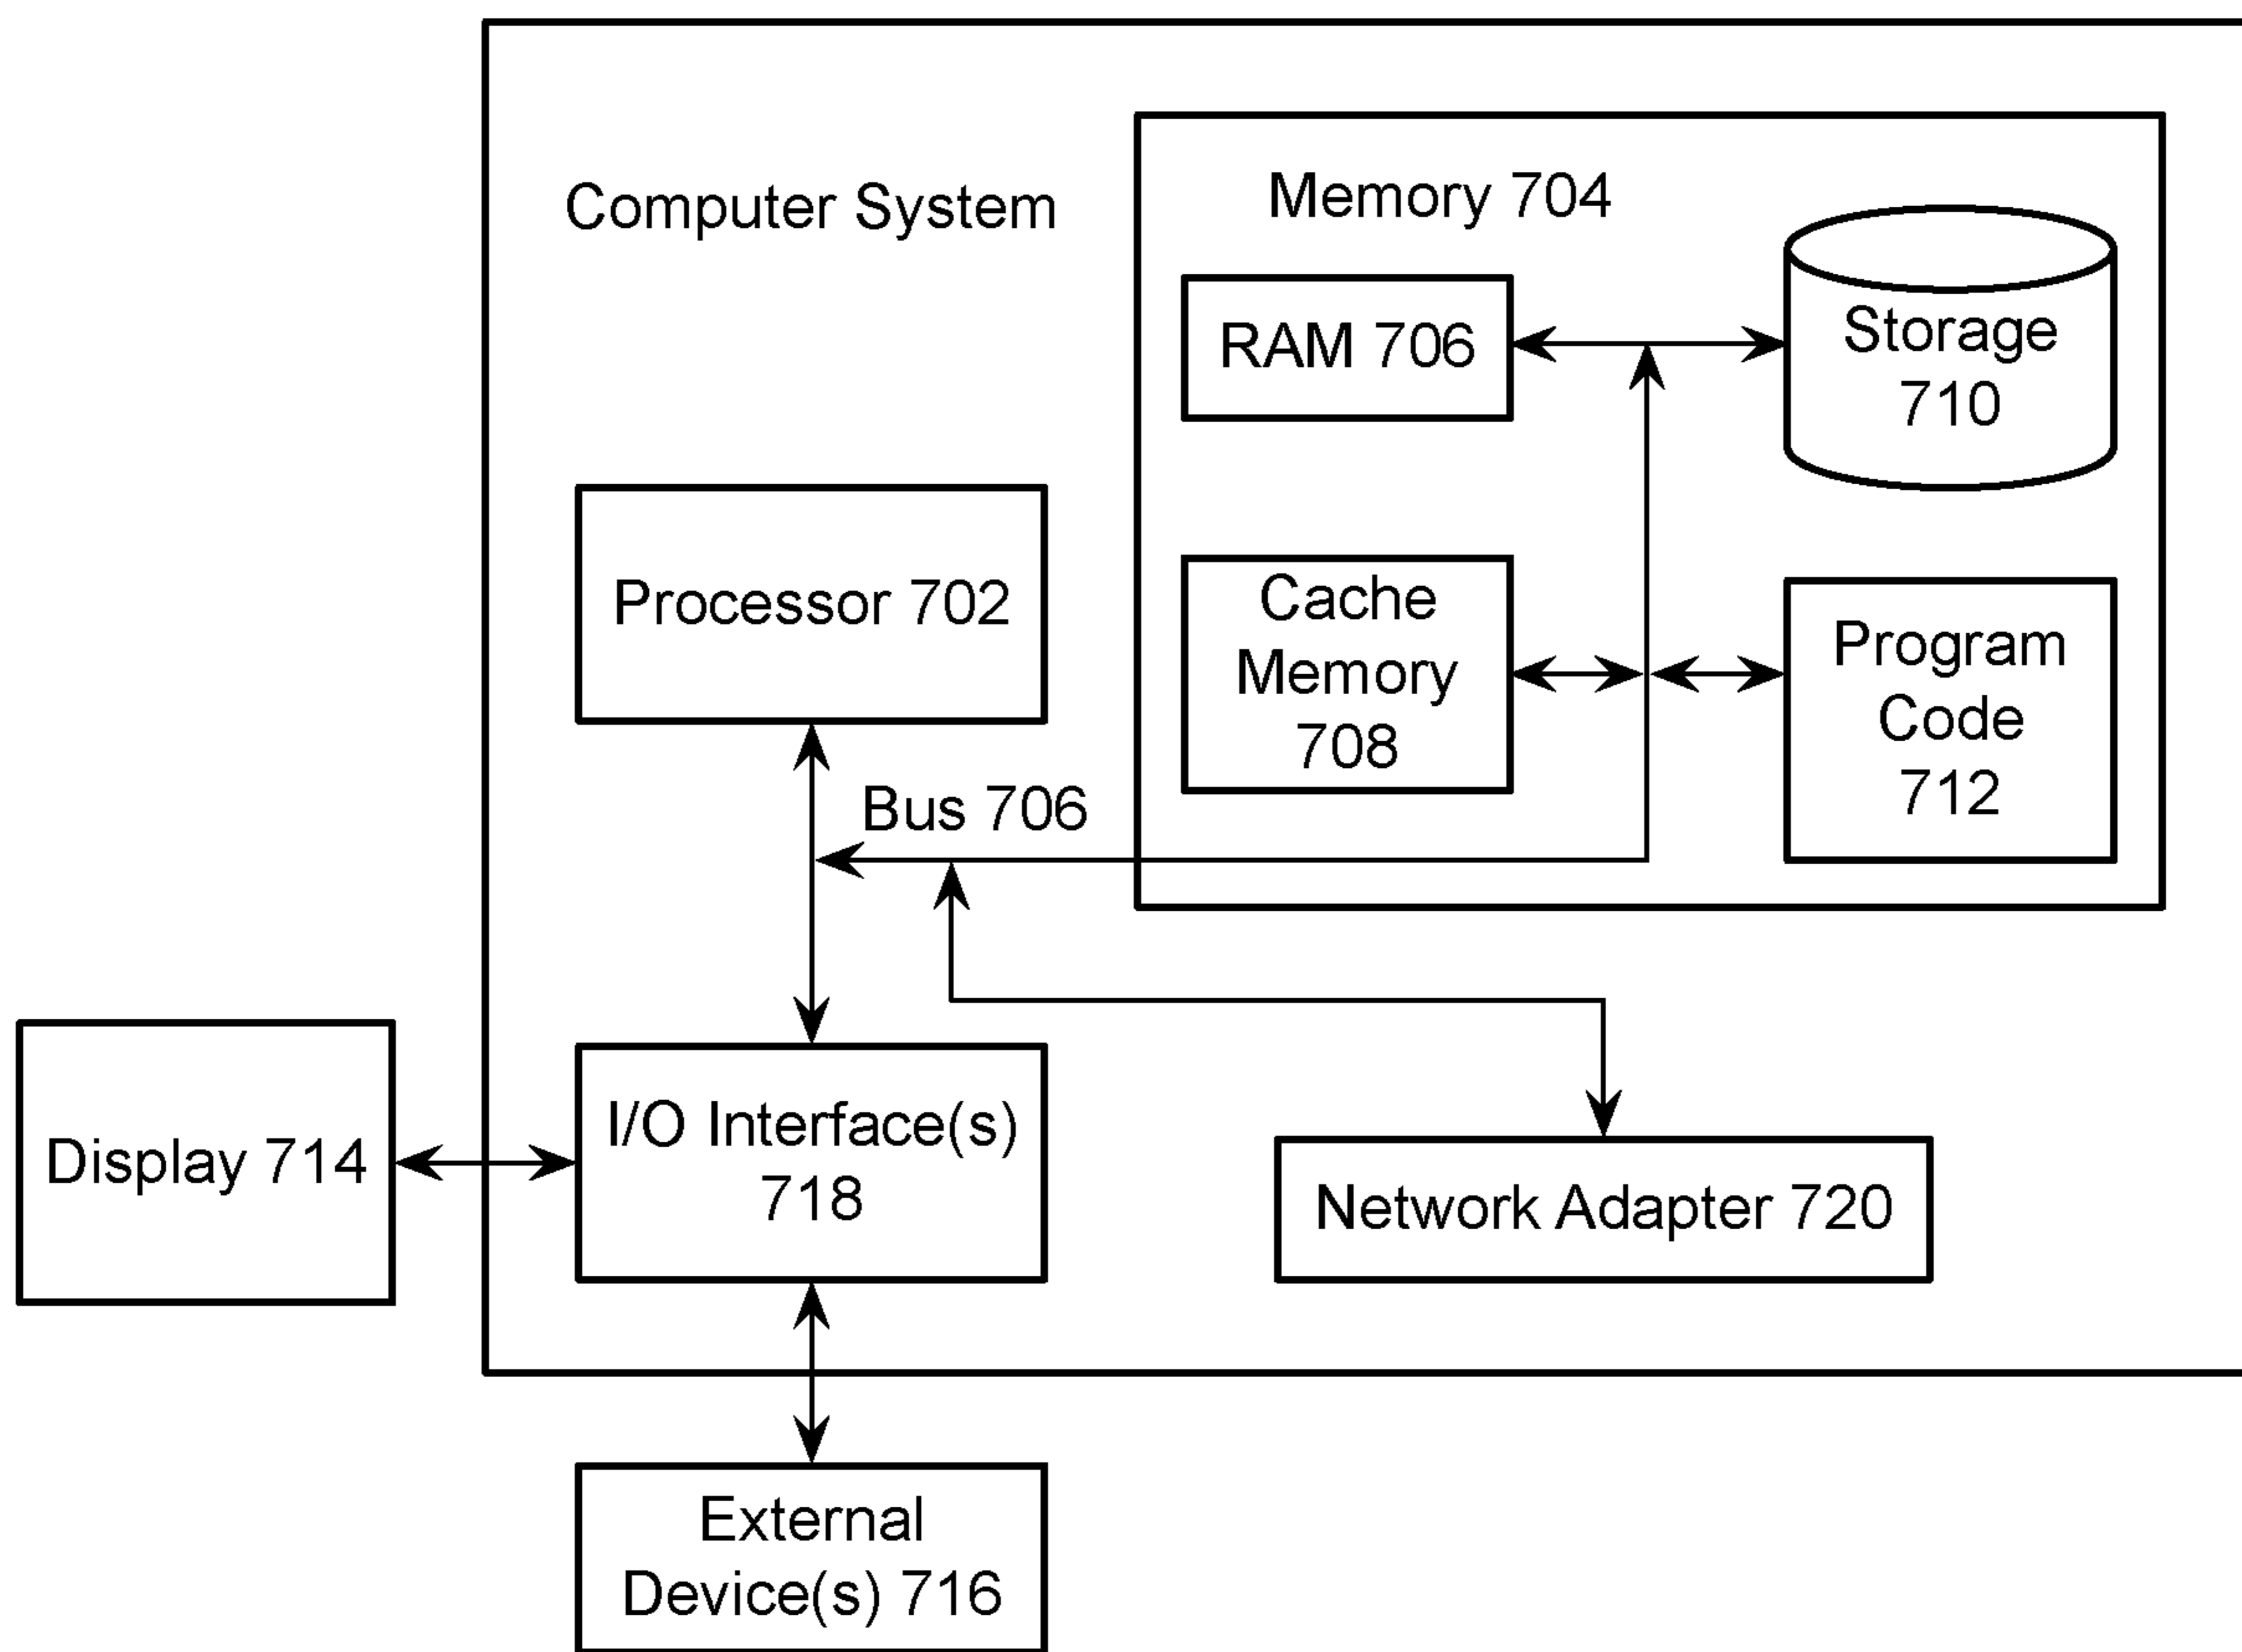 Computer System
Memory 704
RAM 706
Storage
710
Processor 702
Cache
Memory
708
Program
Code
712
Bus 706
Display 714
I/O Interface(s)
718
Network Adapter 720
External
Device(s) 716